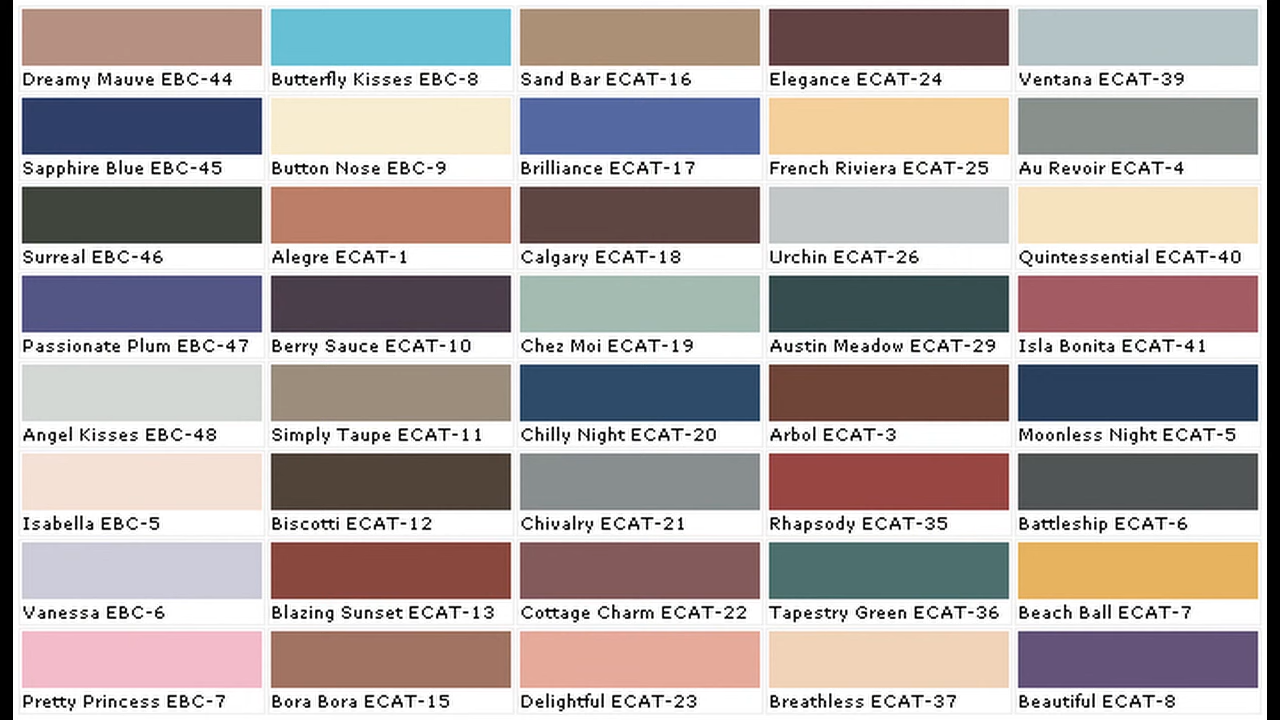 Dreamy Mauve EBC-44
Butterfly Kisses EBC-8
Sand Bar ECAT-16
Elegance ECAT-24
Ventana ECAT-39
Sapphire Blue EBC-45
Button Nose EBC-9
Brilliance ECAT-17
French Riviera ECAT-25
Au Revoir ECAT-4
Surreal EBC-46
Alegre ECAT-1
Calgary ECAT-18
Urchin ECAT-26
Quintessential ECAT-40
Passionate Plum EBC-47
Berry Sauce ECAT-10
Chez Moi ECAT-19
Austin Meadow ECAT-29
Isla Bonita ECAT-41
Angel Kisses EBC-48
Simply Taupe ECAT-11
Chilly Night ECAT-20
Arbol ECAT-3
Moonless Night ECAT-5
Isabella EBC-5
Biscotti ECAT-12
Chivalry ECAT-21
Rhapsody ECAT-35
Battleship ECAT-6
Vanessa EBC-6
Blazing Sunset ECAT-13
Cottage Charm ECAT-22
Tapestry Green ECAT-36
Beach Ball ECAT-7
Pretty Princess EBC-7
Bora Bora ECAT-15
Delightful ECAT-23
Breathless ECAT-37
Beautiful ECAT-8